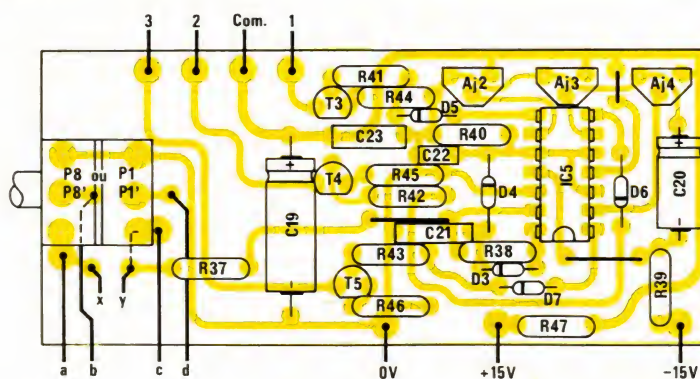 3 2 Com. 1
R41
Aj2 Aj3 Aj4
T3 R44
D5
C23 R40
P8 ou P1
P8' P1'
C22
T4 R45
R42 D4 IC5 D6 C20
+ +
C19
C21
R43 R38
R37
D3
T5 D7
R46 R47 R39
x y
a b c d 0V +15V -15V